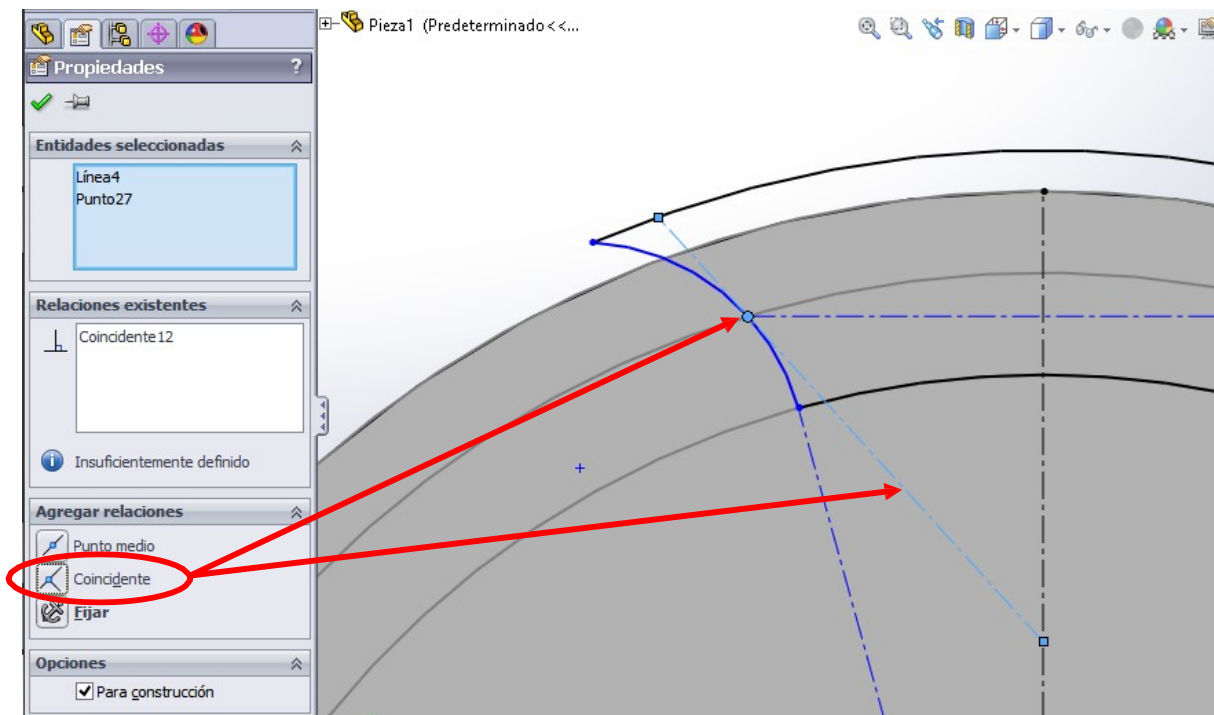 Pieza1 (Predeterminado<<...
Propiedades ?
Entidades seleccionadas
Línea4
Punto27
Relaciones existentes
Coincidente12
Insuficientemente definido
Agregar relaciones
Punto medio
Coincidente
Fijar
Opciones
Para construcción